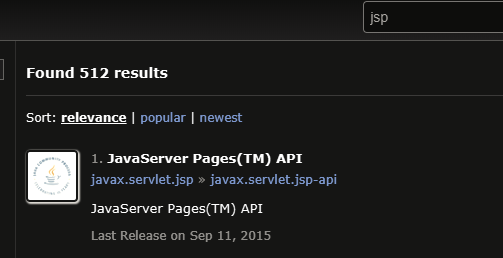 jsp
Found 512 results
Sort: relevance | popular | newest
1. JavaServer Pages(TM) API
javax.servlet.jsp » javax.servlet.jsp-api
JavaServer Pages(TM) API
Last Release on Sep 11, 2015